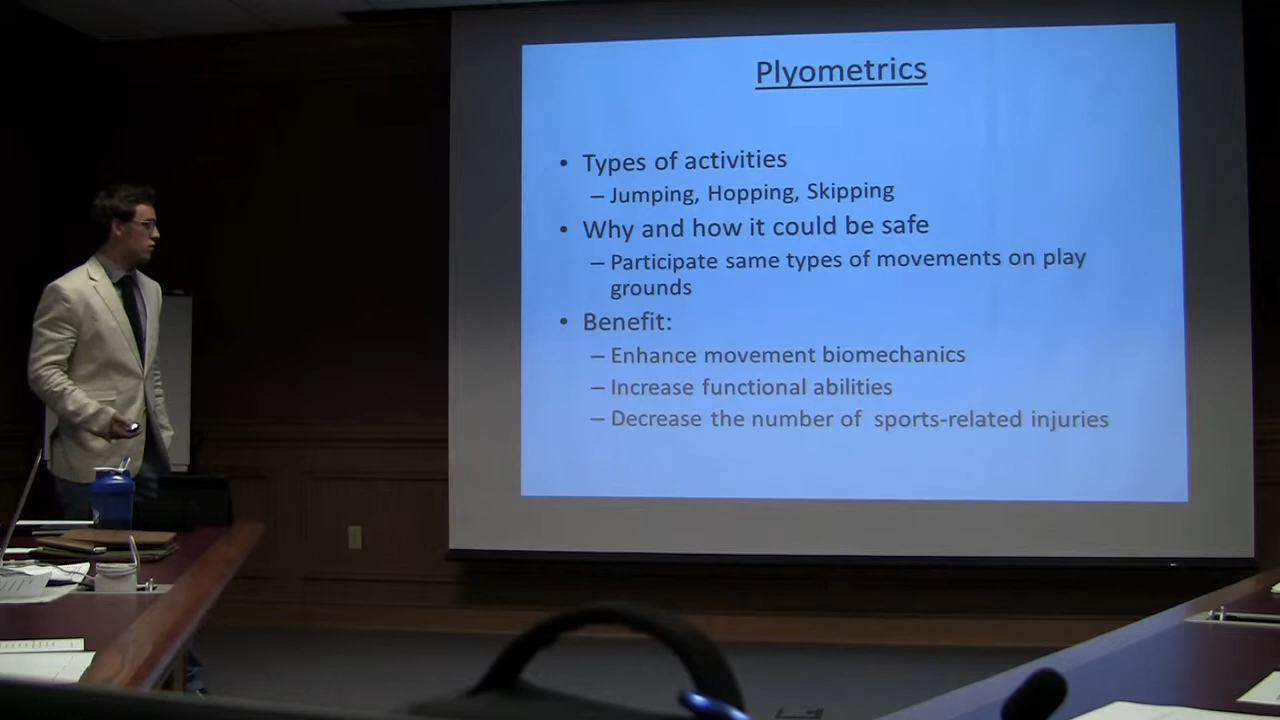 Plyometrics
• Types of activities
– Jumping, Hopping, Skipping
• Why and how it could be safe
– Participate same types of movements on play
grounds
• Benefit:
– Enhance movement biomechanics
– Increase functional abilities
– Decrease the number of sports-related injuries